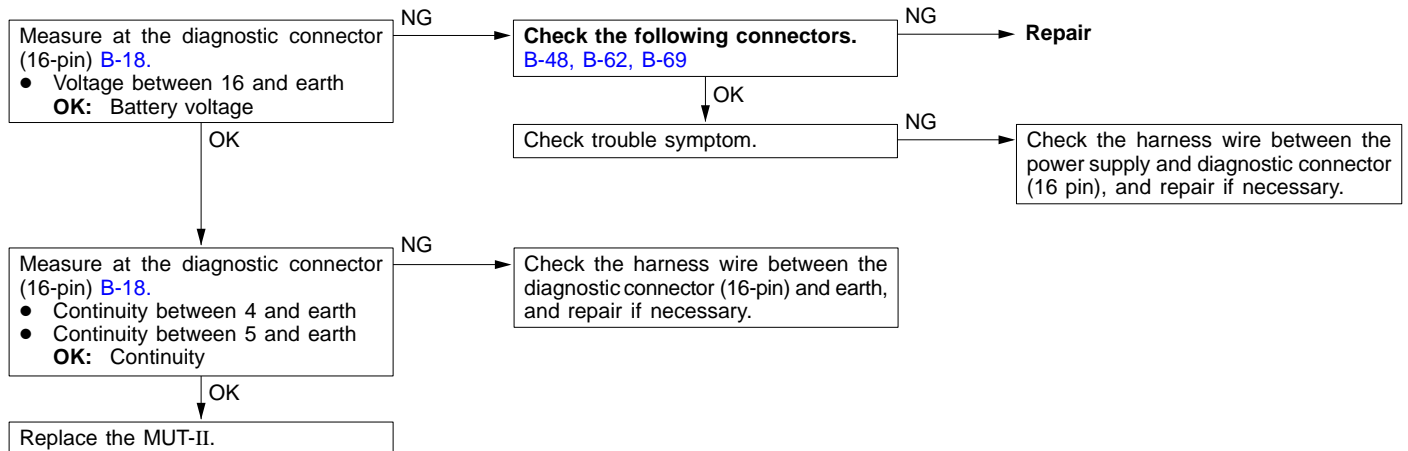 Measure at the diagnostic connector
(16-pin) B-18.
● Voltage between 16 and earth
OK: Battery voltage
NG
Check the following connectors.
B-48, B-62, B-69
NG
Repair
OK
Check trouble symptom.
NG
Check the harness wire between the
power supply and diagnostic connector
(16 pin), and repair if necessary.
OK
Measure at the diagnostic connector
(16-pin) B-18.
● Continuity between 4 and earth
● Continuity between 5 and earth
OK: Continuity
NG
Check the harness wire between the
diagnostic connector (16-pin) and earth,
and repair if necessary.
OK
Replace the MUT-II.